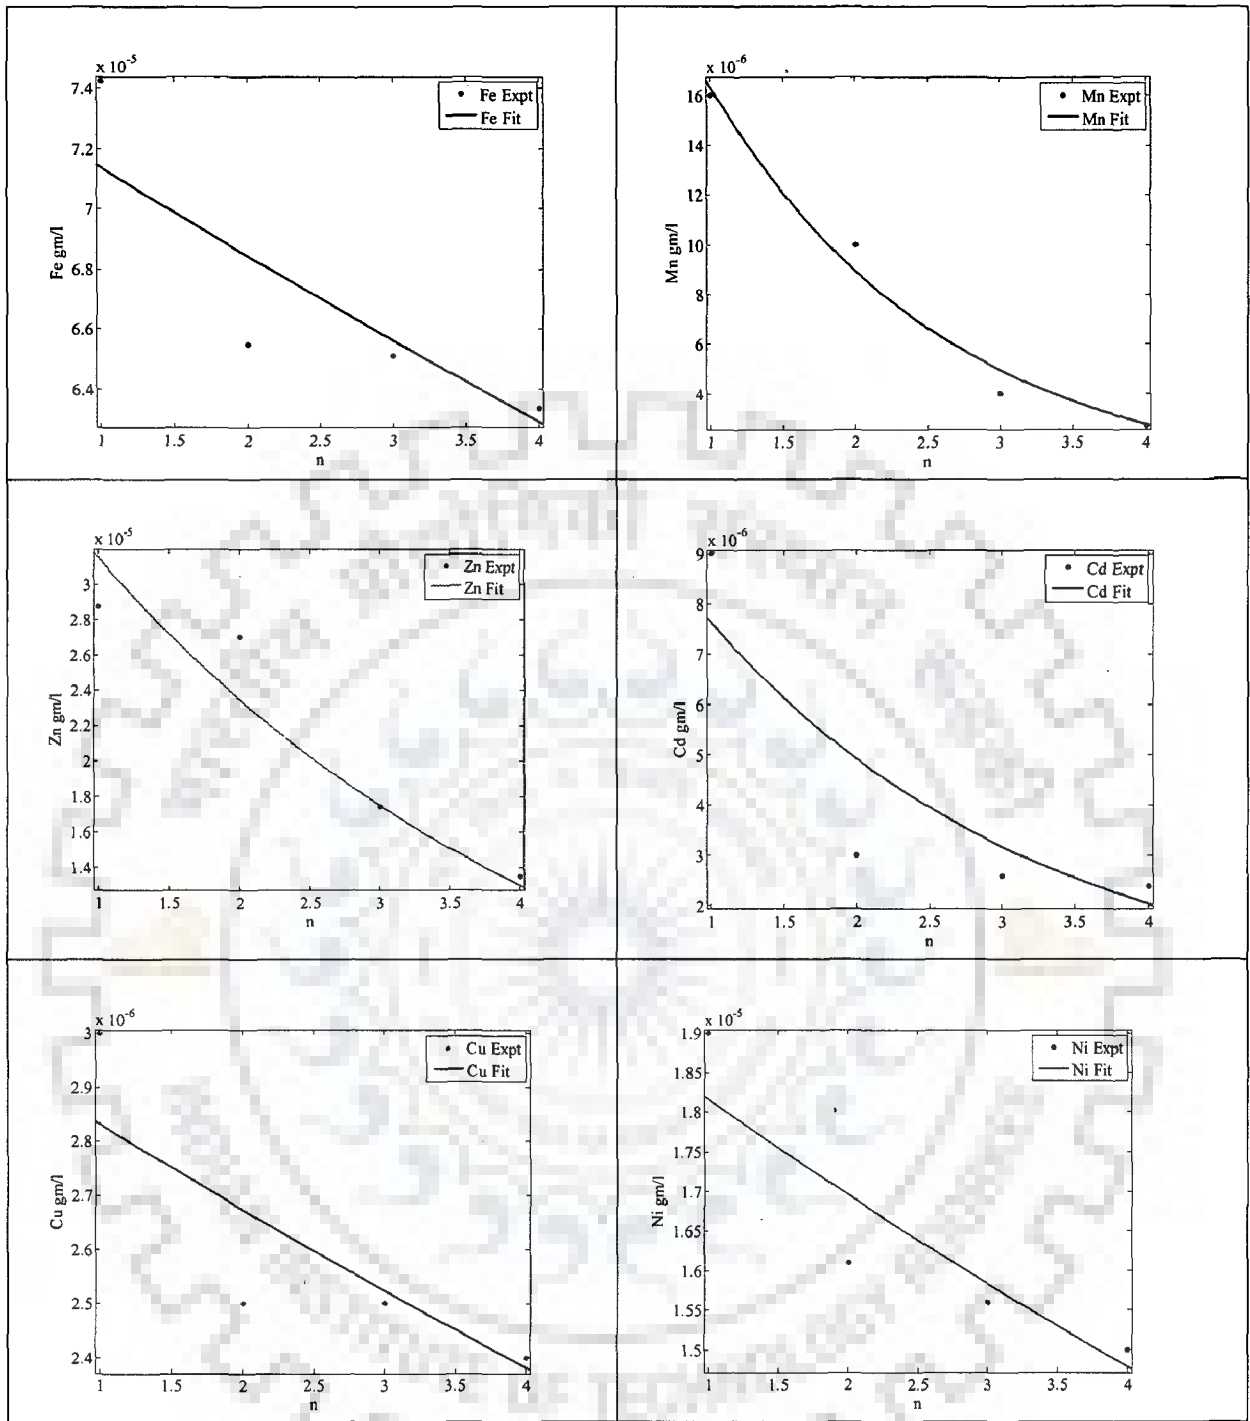 x 10⁻⁵
7.4
7.2
7
6.8
6.6
6.4
Fe gm/l
1 1.5 2 2.5 3 3.5 4
n
Fe Expt
Fe Fit
x 10⁻⁶
16
14
12
10
8
6
4
Mn gm/l
1 1.5 2 2.5 3 3.5 4
n
Mn Expt
Mn Fit
x 10⁻⁵
3
2.8
2.6
2.4
2.2
2
1.8
1.6
1.4
Zn gm/l
1 1.5 2 2.5 3 3.5 4
n
Zn Expt
Zn Fit
x 10⁻⁶
9
8
7
6
5
4
3
2
Cd gm/l
1 1.5 2 2.5 3 3.5 4
n
Cd Expt
Cd Fit
x 10⁻⁶
3
2.9
2.8
2.7
2.6
2.5
2.4
Cu gm/l
1 1.5 2 2.5 3 3.5 4
n
Cu Expt
Cu Fit
x 10⁻⁵
1.9
1.85
1.8
1.75
1.7
1.65
1.6
1.55
1.5
Ni gm/l
1 1.5 2 2.5 3 3.5 4
n
Ni Expt
Ni Fit